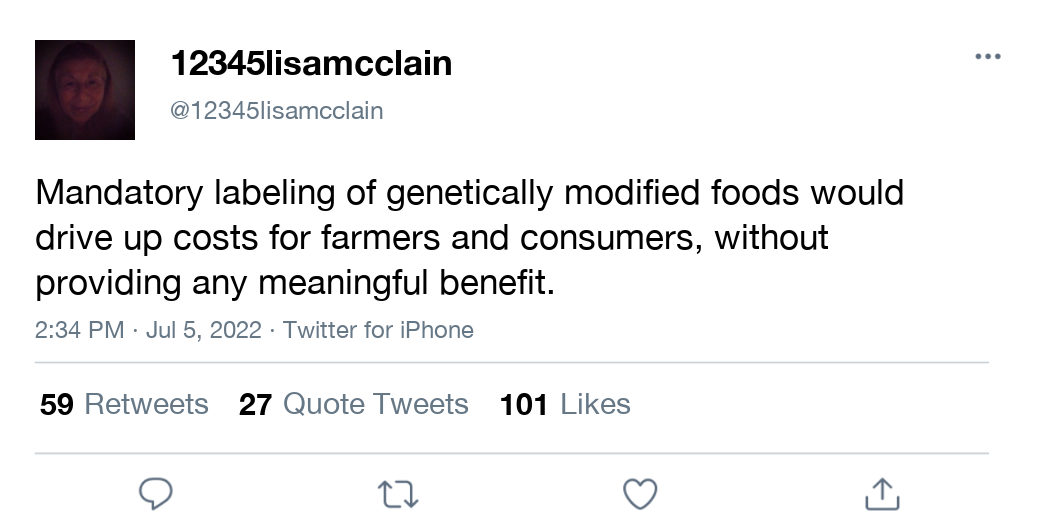 12345lisamcclain
@12345lisamcclain
Mandatory labeling of genetically modified foods would
drive up costs for farmers and consumers, without
providing any meaningful benefit.
2:34 PM · Jul 5, 2022 · Twitter for iPhone
59 Retweets 27 Quote Tweets 101 Likes